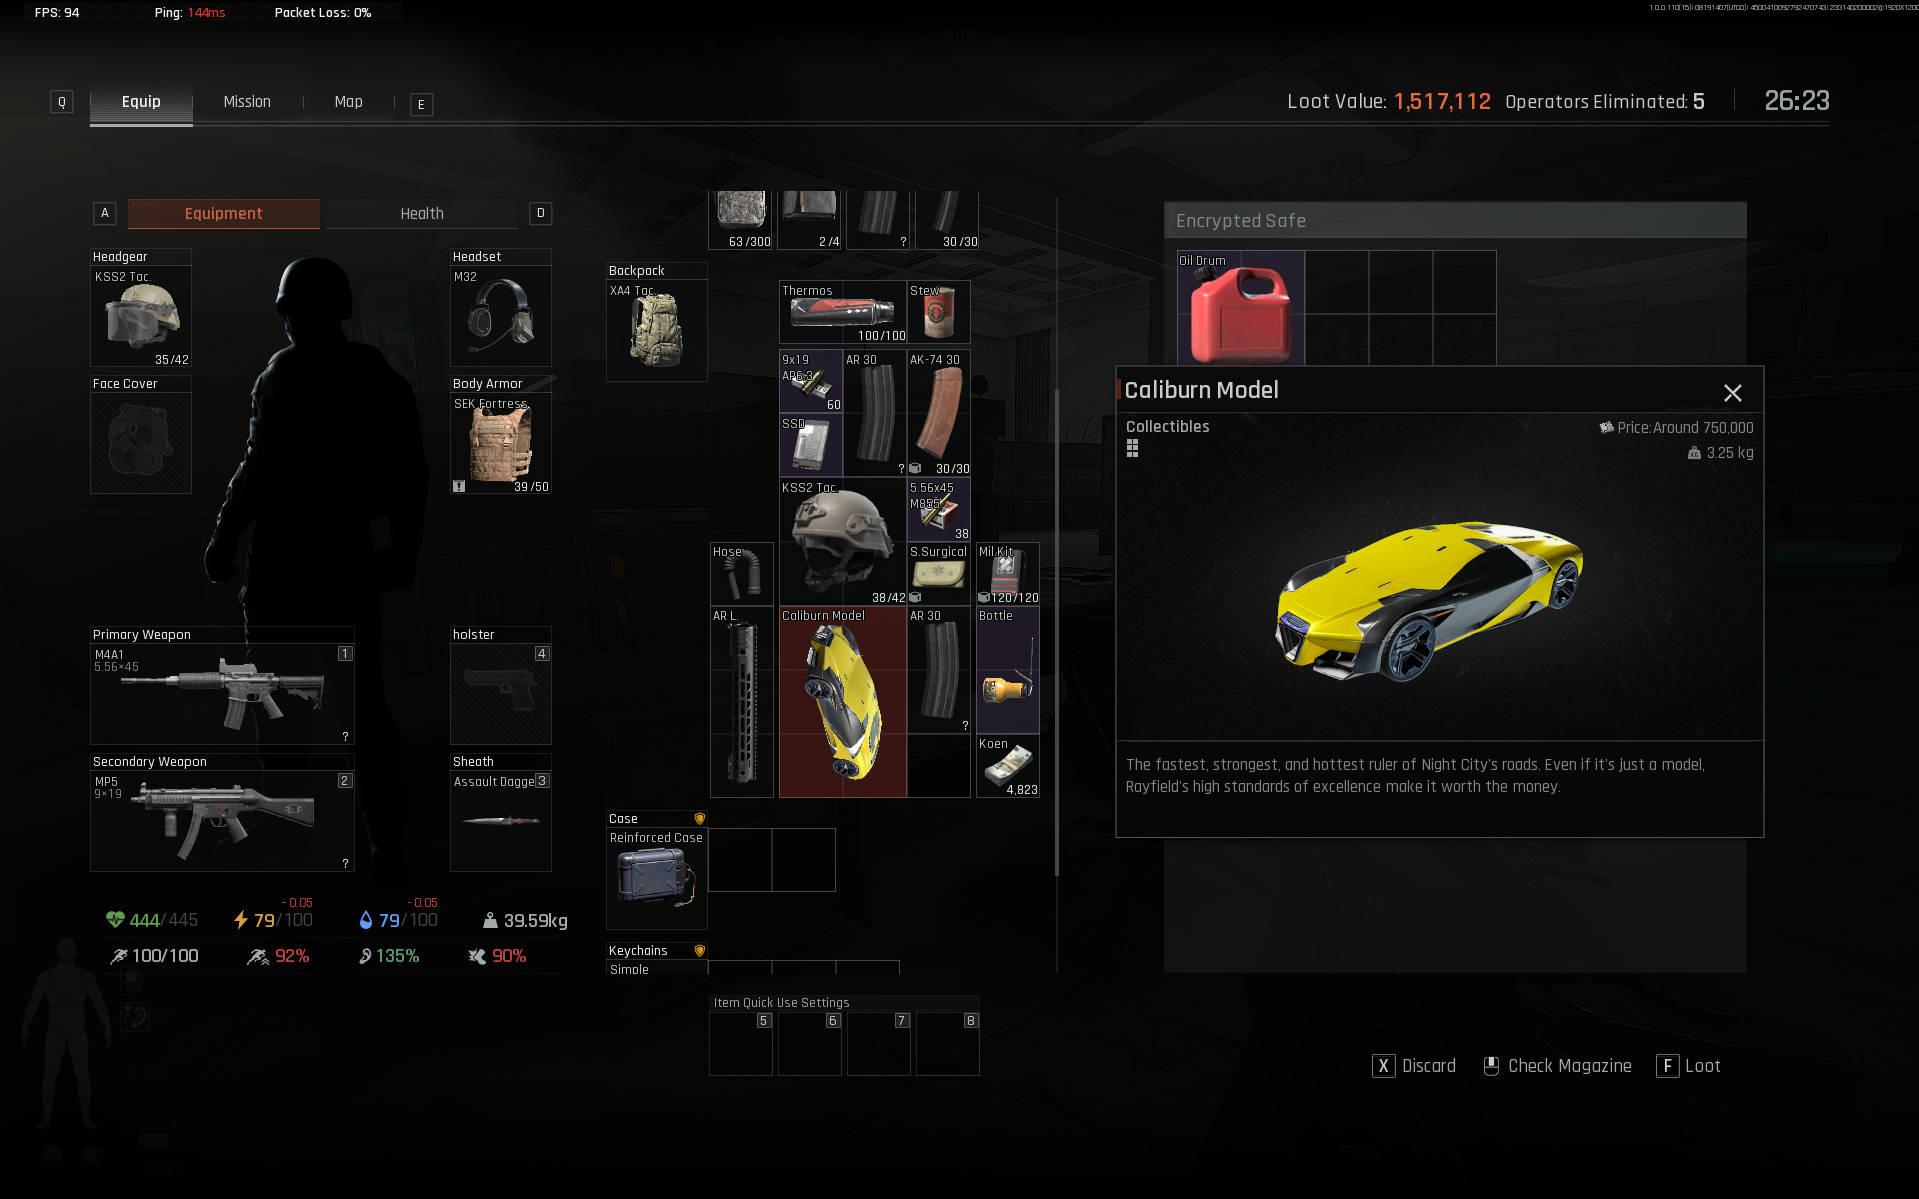 FPS: 94 Ping: 144ms Packet Loss: 0%
Q Equip Mission Map E
Loot Value: 1,517,112 Operators Eliminated: 5 26:23
A Equipment Health D
Headgear
KSS2 Tac.
35/42
Headset
M32
Face Cover
Body Armor
SEK Fortress
39/50
Primary Weapon
M4A1
5.56×45
1
?
holster
4
Secondary Weapon
MP5
9×19
2
?
Sheath
Assault Dagge
3
- 0.05 - 0.05
444/445 79/100 79/100 39.59kg
100/100 92% 135% 90%
63/300 2/4 ? 30/30
Backpack
XA4 Tac.
Thermos
100/100
Stew
9x19
AP6.3
60
AR 30
?
AK-74 30
30/30
SSD
KSS2 Tac.
38/42
5.56x45
M855
38
Hose
S.Surgical
Mil.Kit
120/120
AR L.
Caliburn Model
AR 30
?
Bottle
Koen
4,823
Case
Reinforced Case
Keychains
Simple
Item Quick Use Settings
5 6 7 8
Encrypted Safe
Oil Drum
Caliburn Model
Collectibles
Price:Around 750,000
3.25 kg
The fastest, strongest, and hottest ruler of Night City's roads. Even if it's just a model,
Rayfield's high standards of excellence make it worth the money.
X Discard Check Magazine F Loot